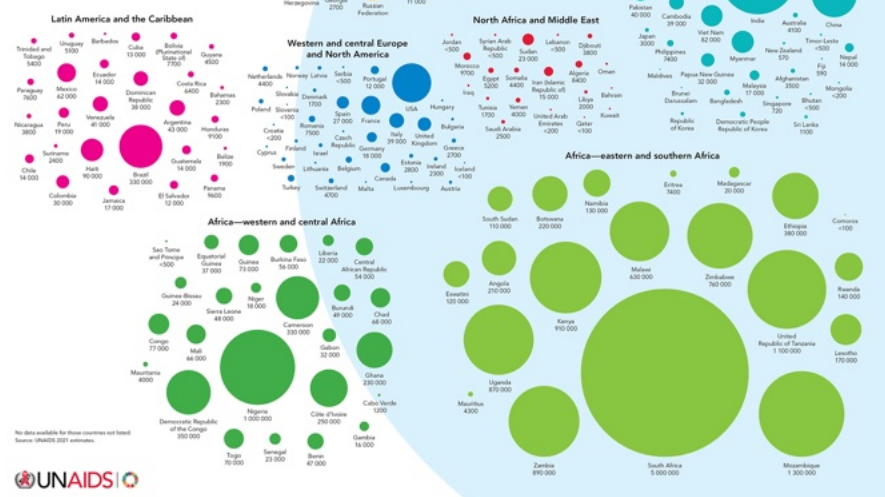 Herzegovina
Georgia
2700
Russian
Federation
11 000
Pakistan
40 000
Cambodia
39 000
India
Australia
4100
China
Latin America and the Caribbean
Trinidad and
Tobago
5400
Uruguay
5100
Barbados
Cuba
13 000
Bolivia
(Plurinational
State of)
7700
Guyana
4500
Paraguay
7600
Mexico
62 000
Ecuador
14 000
Dominican
Republic
38 000
Costa Rica
6400
Bahamas
2300
Nicaragua
3800
Peru
19 000
Venezuela
41 000
Argentina
43 000
Honduras
9100
Chile
14 000
Suriname
2400
Haiti
90 000
Brazil
330 000
Guatemala
14 000
Belize
1900
Colombia
30 000
Jamaica
17 000
El Salvador
12 000
Panama
9600
Western and central Europe
and North America
Netherlands
4400
Norway
Latvia
Serbia
<500
Portugal
12 000
USA
Poland
Slovakia
Slovenia
<100
Denmark
1700
Spain
27 000
France
Hungary
Croatia
<200
Romania
7500
Czech
Republic
Italy
39 000
United
Kingdom
Bulgaria
Cyprus
Finland
Israel
Germany
18 000
Greece
2700
Sweden
Lithuania
Belgium
Canada
Estonia
2800
Ireland
2300
Iceland
<100
Turkey
Switzerland
4700
Malta
Luxembourg
Austria
North Africa and Middle East
Jordan
<500
Syrian Arab
Republic
<500
Sudan
23 000
Lebanon
<500
Djibouti
3800
Morocco
9700
Egypt
5200
Somalia
4400
Iran (Islamic
Republic of)
15 000
Algeria
6400
Oman
Iraq
Tunisia
1700
Yemen
4000
Libya
2000
Bahrain
Saudi Arabia
2500
United Arab
Emirates
<200
Qatar
<100
Kuwait
Japan
3000
Viet Nam
82 000
Myanmar
New Zealand
570
Timor-Leste
<500
Philippines
7400
Fiji
590
Nepal
14 000
Maldives
Papua New Guinea
32 000
Malaysia
17 000
Afghanistan
3500
Mongolia
<200
Brunei
Darussalam
Bangladesh
Singapore
720
Bhutan
<500
Republic
of Korea
Democratic People
Republic of Korea
Sri Lanka
1100
Africa—eastern and southern Africa
South Sudan
110 000
Botswana
220 000
Namibia
130 000
Eritrea
7400
Madagascar
20 000
Ethiopia
380 000
Comoros
<100
Eswatini
120 000
Angola
210 000
Kenya
910 000
Malawi
630 000
Zimbabwe
760 000
Rwanda
140 000
United
Republic of Tanzania
1 100 000
Lesotho
170 000
Uganda
870 000
Mauritius
4300
Zambia
890 000
South Africa
5 000 000
Mozambique
1 300 000
Africa—western and central Africa
Sao Tome
and Principe
<500
Equatorial
Guinea
37 000
Guinea
73 000
Burkina Faso
56 000
Liberia
22 000
Central
African Republic
54 000
Guinea-Bissau
24 000
Sierra Leone
48 000
Niger
18 000
Cameroon
330 000
Burundi
49 000
Chad
68 000
Congo
77 000
Mali
66 000
Gabon
32 000
Ghana
230 000
Mauritania
4000
Nigeria
1 000 000
Côte d'Ivoire
250 000
Cabo Verde
1200
Democratic Republic
of the Congo
350 000
Togo
70 000
Senegal
23 000
Benin
47 000
Gambia
16 000
No data available for those countries not listed.
Source: UNAIDS 2021 estimates.
UNAIDS